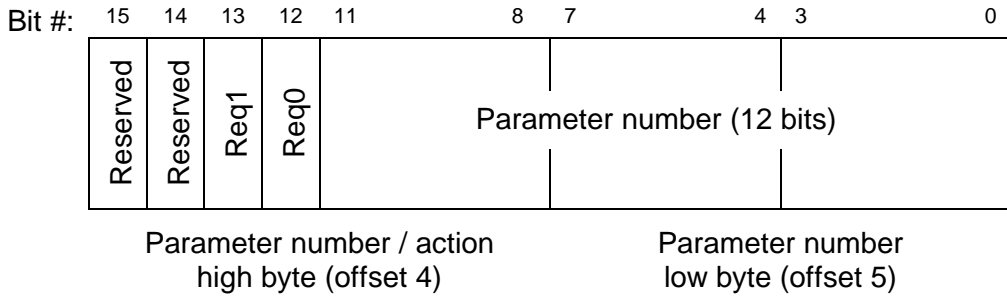 Bit #: 15 14 13 12 11 8 7 4 3 0
Reserved Reserved Req1 Req0 Parameter number (12 bits)
Parameter number / action Parameter number
high byte (offset 4) low byte (offset 5)